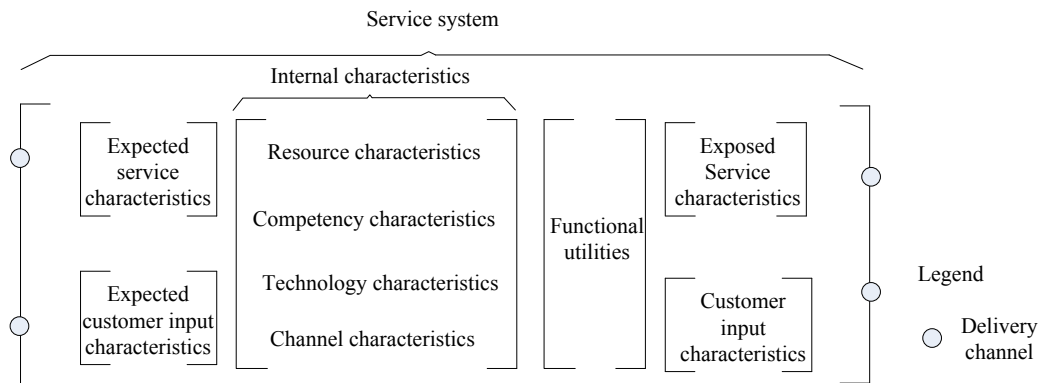 Service system
Internal characteristics
Expected
service
characteristics
Expected
customer input
characteristics
Resource characteristics
Competency characteristics
Technology characteristics
Channel characteristics
Functional
utilities
Exposed
Service
characteristics
Customer
input
characteristics
Legend
Delivery
channel